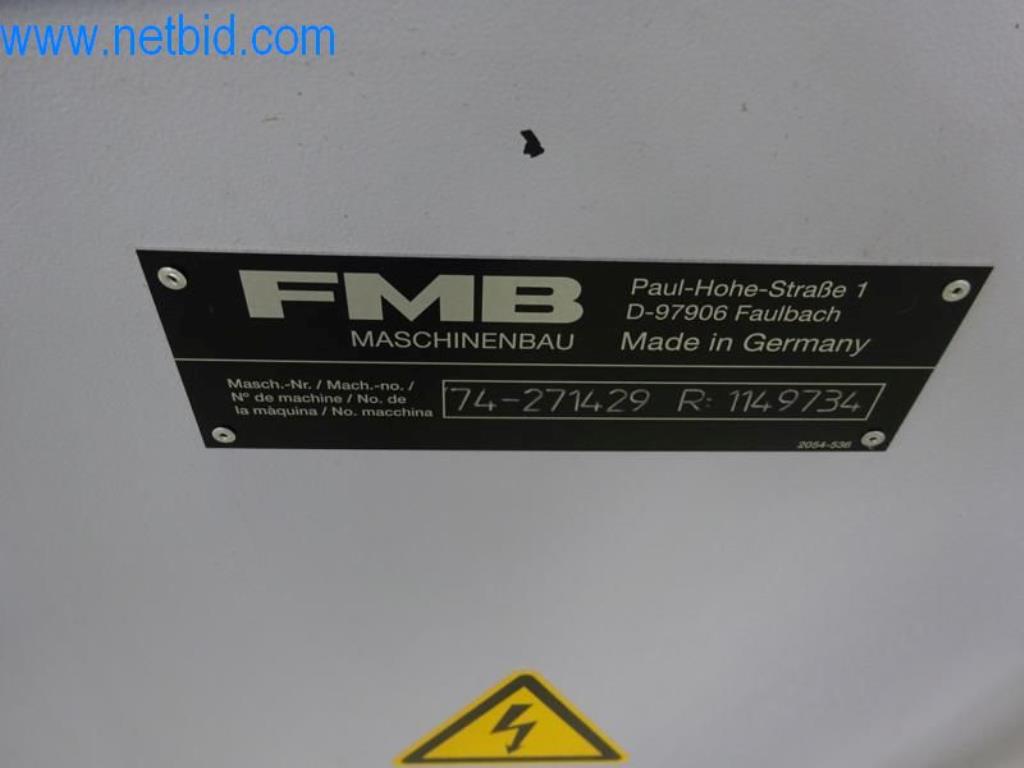 www.netbid.com
FMB
MASCHINENBAU
Paul-Hohe-Straße 1
D-97906 Faulbach
Made in Germany
Masch.-Nr. / Mach.-no. /
Nº de machine / No. de
la màquina / No. macchina
74-271429 R: 1149734
2054-536